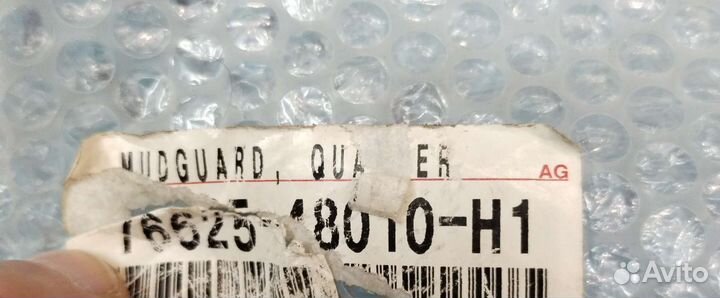 MUDGUARD, QUA ER
AG
76625-48010-H1
Avito